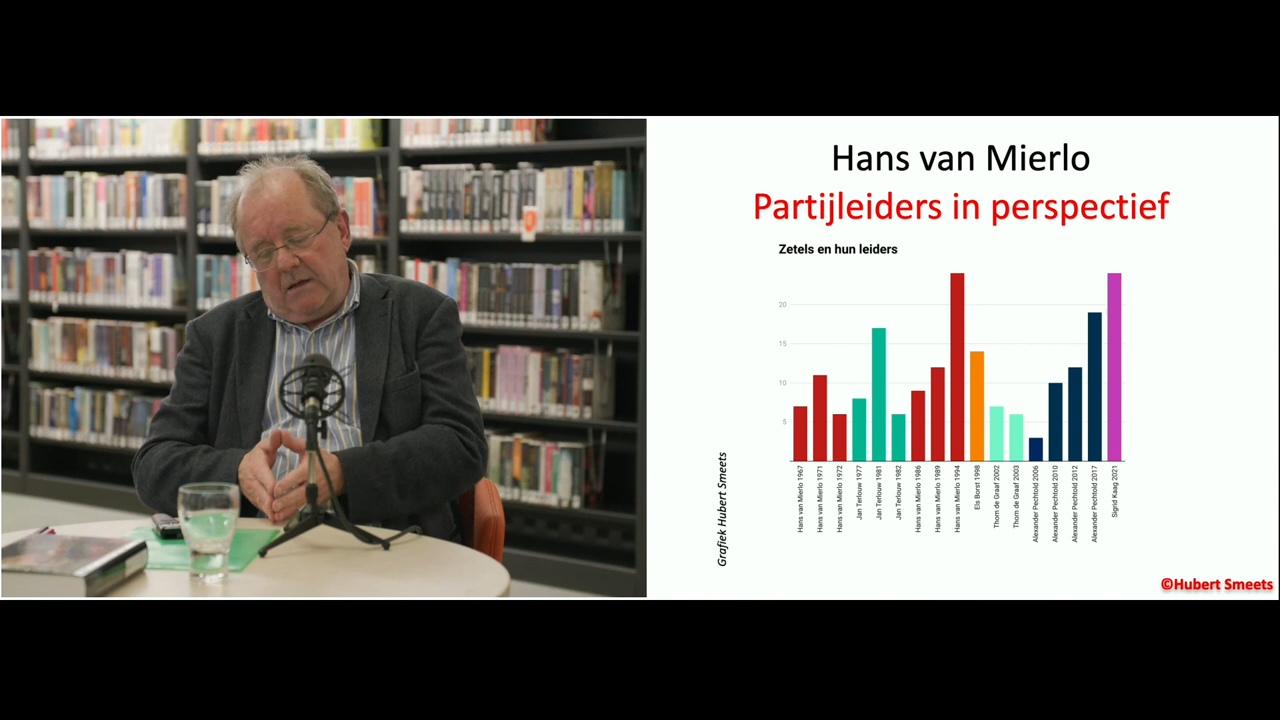 Hans van Mierlo
Partijleiders in perspectief
Zetels en hun leiders
20
15
10
5
Hans van Mierlo 1967
Hans van Mierlo 1971
Hans van Mierlo 1972
Jan Terlouw 1977
Jan Terlouw 1981
Jan Terlouw 1982
Hans van Mierlo 1986
Hans van Mierlo 1989
Hans van Mierlo 1994
Els Borst 1998
Thom de Graaf 2002
Thom de Graaf 2003
Alexander Pechtold 2006
Alexander Pechtold 2010
Alexander Pechtold 2012
Alexander Pechtold 2017
Sigrid Kaag 2021
Grafiek Hubert Smeets
©Hubert Smeets